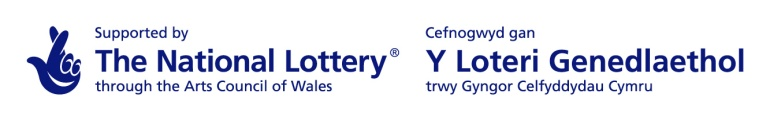 Supported by
The National Lottery®
through the Arts Council of Wales
Cefnogwyd gan
Y Loteri Genedlaethol
trwy Gyngor Celfyddydau Cymru